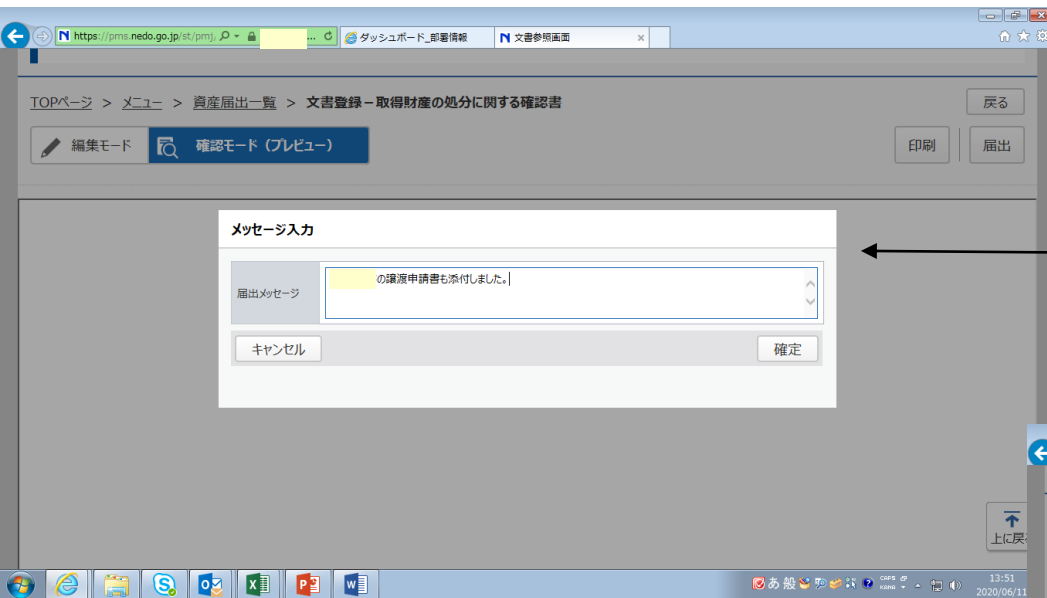 https://pms.nedo.go.jp/st/pmj, ...
ダッシュボード_部署情報
文書参照画面
TOPページ > メニュー > 資産届出一覧 > 文書登録－取得財産の処分に関する確認書
戻る
編集モード
確認モード（プレビュー）
印刷
届出
メッセージ入力
届出メッセージ
の譲渡申請書も添付しました。
キャンセル
確定
上に戻
あ 般
CAPS
KANA
13:51
2020/06/11